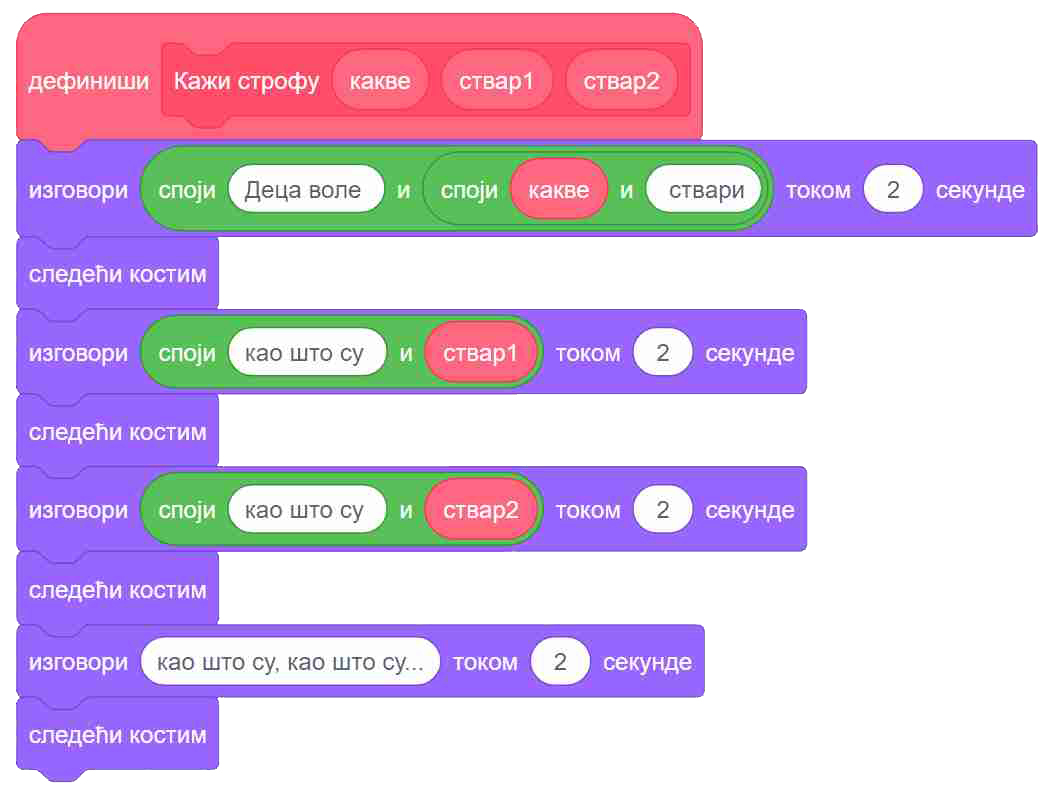 дефиниши Кажи строфу какве ствар1 ствар2
изговори споји Деца воле и споји какве и ствари током 2 секунде
следећи костим
изговори споји као што су и ствар1 током 2 секунде
следећи костим
изговори споји као што су и ствар2 током 2 секунде
следећи костим
изговори као што су, као што су... током 2 секунде
следећи костим